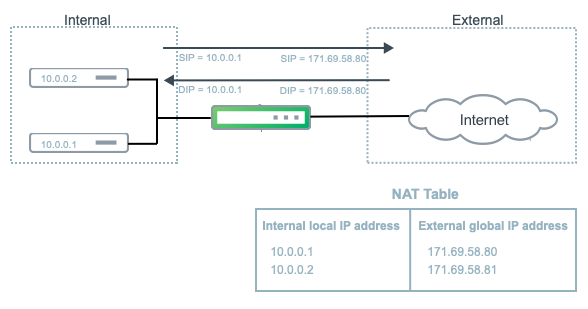 Internal
External
SIP = 10.0.0.1
SIP = 171.69.58.80
10.0.0.2
DIP = 10.0.0.1
DIP = 171.69.58.80
Internet
10.0.0.1
NAT Table
Internal local IP address
External global IP address
10.0.0.1
171.69.58.80
10.0.0.2
171.69.58.81